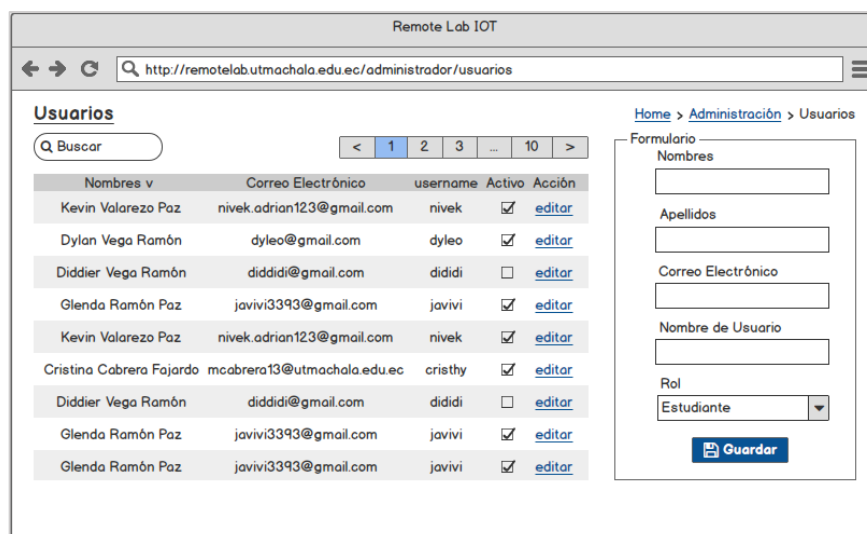 Remote Lab IOT
http://remotelab.utmachala.edu.ec/administrador/usuarios
Usuarios
Home > Administración > Usuarios
Buscar
< 1 2 3 ... 10 >
Nombres v Correo Electrónico username Activo Acción
Kevin Valarezo Paz nivek.adrian123@gmail.com nivek editar
Dylan Vega Ramón dyleo@gmail.com dyleo editar
Diddier Vega Ramón diddidi@gmail.com dididi editar
Glenda Ramón Paz javivi3393@gmail.com javivi editar
Kevin Valarezo Paz nivek.adrian123@gmail.com nivek editar
Cristina Cabrera Fajardo mcabrera13@utmachala.edu.ec cristhy editar
Diddier Vega Ramón diddidi@gmail.com dididi editar
Glenda Ramón Paz javivi3393@gmail.com javivi editar
Glenda Ramón Paz javivi3393@gmail.com javivi editar
Formulario
Nombres
Apellidos
Correo Electrónico
Nombre de Usuario
Rol
Estudiante
Guardar